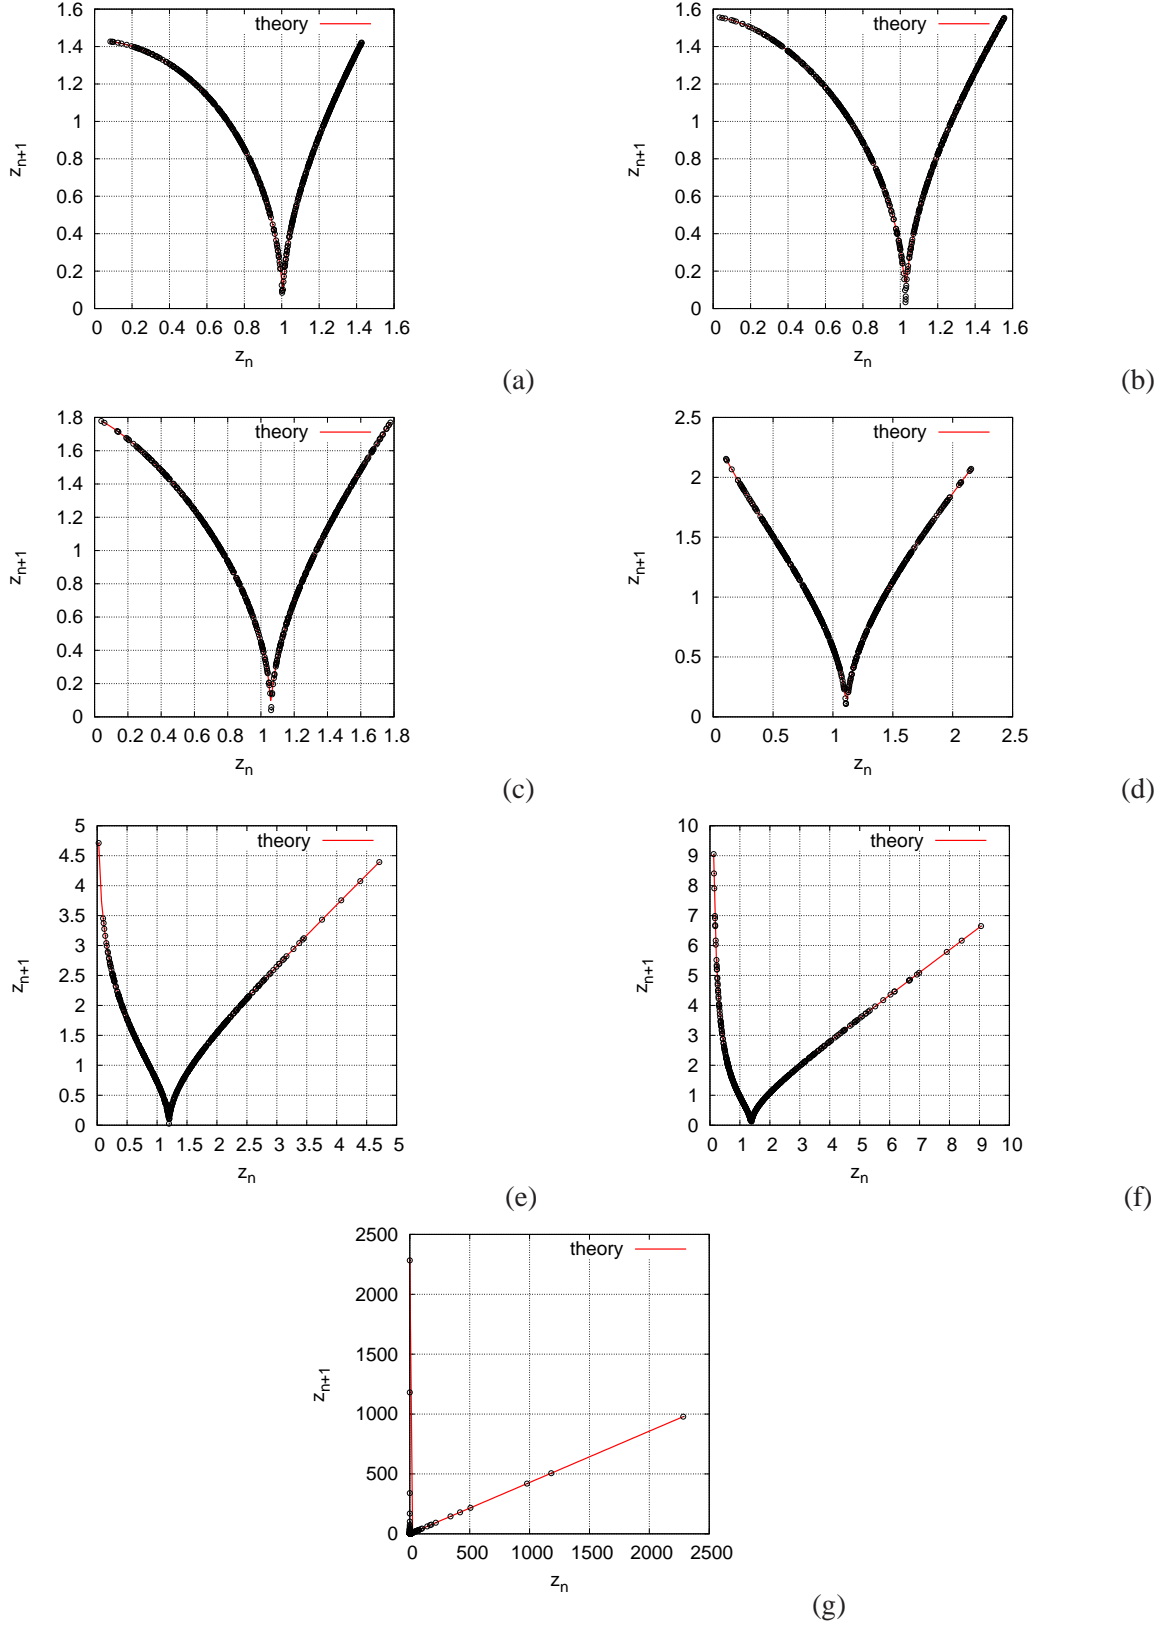 1.6
1.4
1.2
1
0.8
0.6
0.4
0.2
0
theory
z_{n+1}
0 0.2 0.4 0.6 0.8 1 1.2 1.4 1.6
z_n
(a)
1.6
1.4
1.2
1
0.8
0.6
0.4
0.2
0
theory
z_{n+1}
0 0.2 0.4 0.6 0.8 1 1.2 1.4 1.6
z_n
(b)
1.8
1.6
1.4
1.2
1
0.8
0.6
0.4
0.2
0
theory
z_{n+1}
0 0.2 0.4 0.6 0.8 1 1.2 1.4 1.6 1.8
z_n
(c)
2.5
2
1.5
1
0.5
0
theory
z_{n+1}
0 0.5 1 1.5 2 2.5
z_n
(d)
5
4.5
4
3.5
3
2.5
2
1.5
1
0.5
0
theory
z_{n+1}
0 0.5 1 1.5 2 2.5 3 3.5 4 4.5 5
z_n
(e)
10
9
8
7
6
5
4
3
2
1
0
theory
z_{n+1}
0 1 2 3 4 5 6 7 8 9 10
z_n
(f)
2500
2000
1500
1000
500
0
theory
z_{n+1}
0 500 1000 1500 2000 2500
z_n
(g)